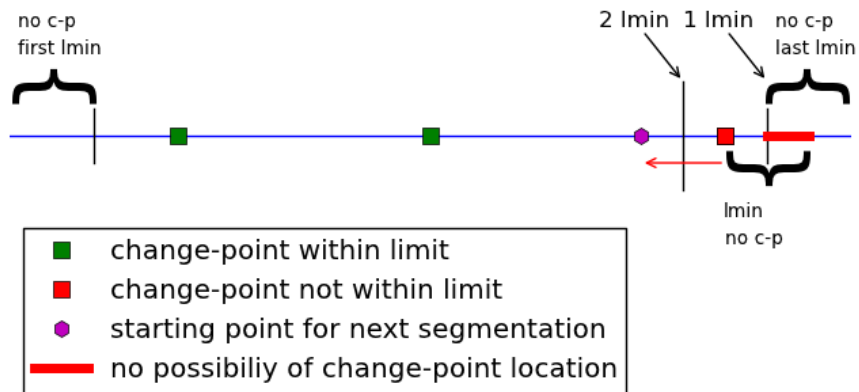 no c-p
first lmin
2 lmin
1 lmin
no c-p
last lmin
lmin
no c-p
change-point within limit
change-point not within limit
starting point for next segmentation
no possibiliy of change-point location